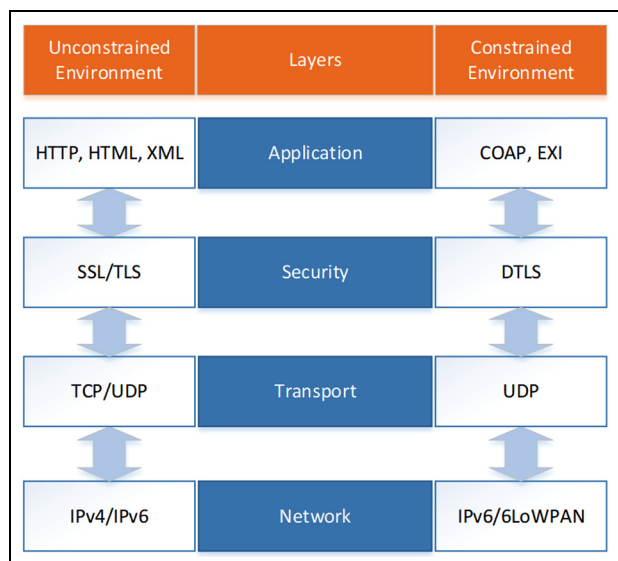 Unconstrained
Environment
Layers
Constrained
Environment
HTTP, HTML, XML
Application
COAP, EXI
SSL/TLS
Security
DTLS
TCP/UDP
Transport
UDP
IPv4/IPv6
Network
IPv6/6LoWPAN